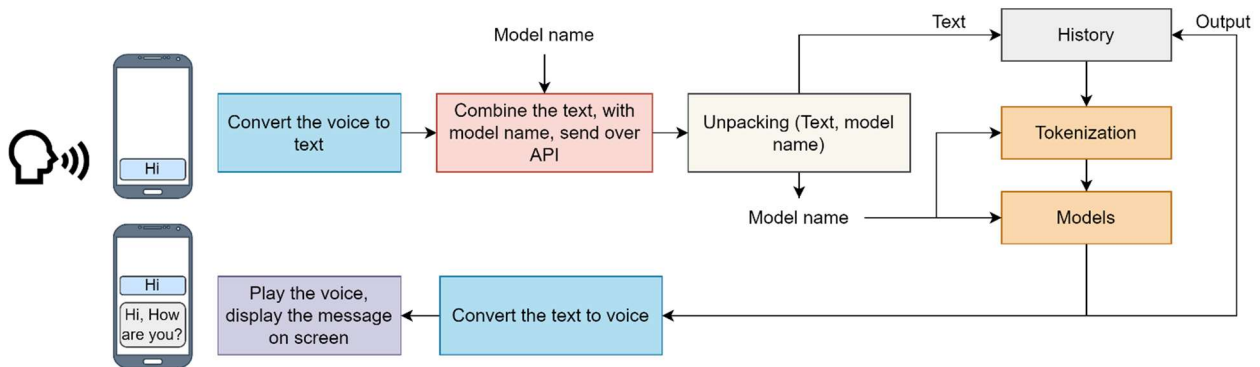 Model name
Text
Output
History
Convert the voice to
text
Combine the text, with
model name, send over
API
Unpacking (Text, model
name)
Tokenization
Hi
Model name
Models
Hi
Hi, How
are you?
Play the voice,
display the message
on screen
Convert the text to voice